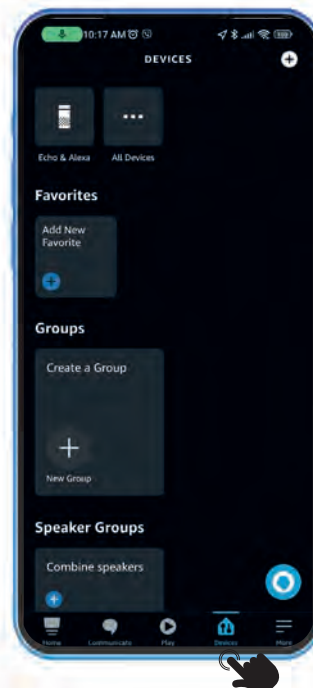 10:17 AM
DEVICES
Echo & Alexa
All Devices
Favorites
Add New
Favorite
Groups
Create a Group
New Group
Speaker Groups
Combine speakers
Home
Communicate
Play
Devices
More